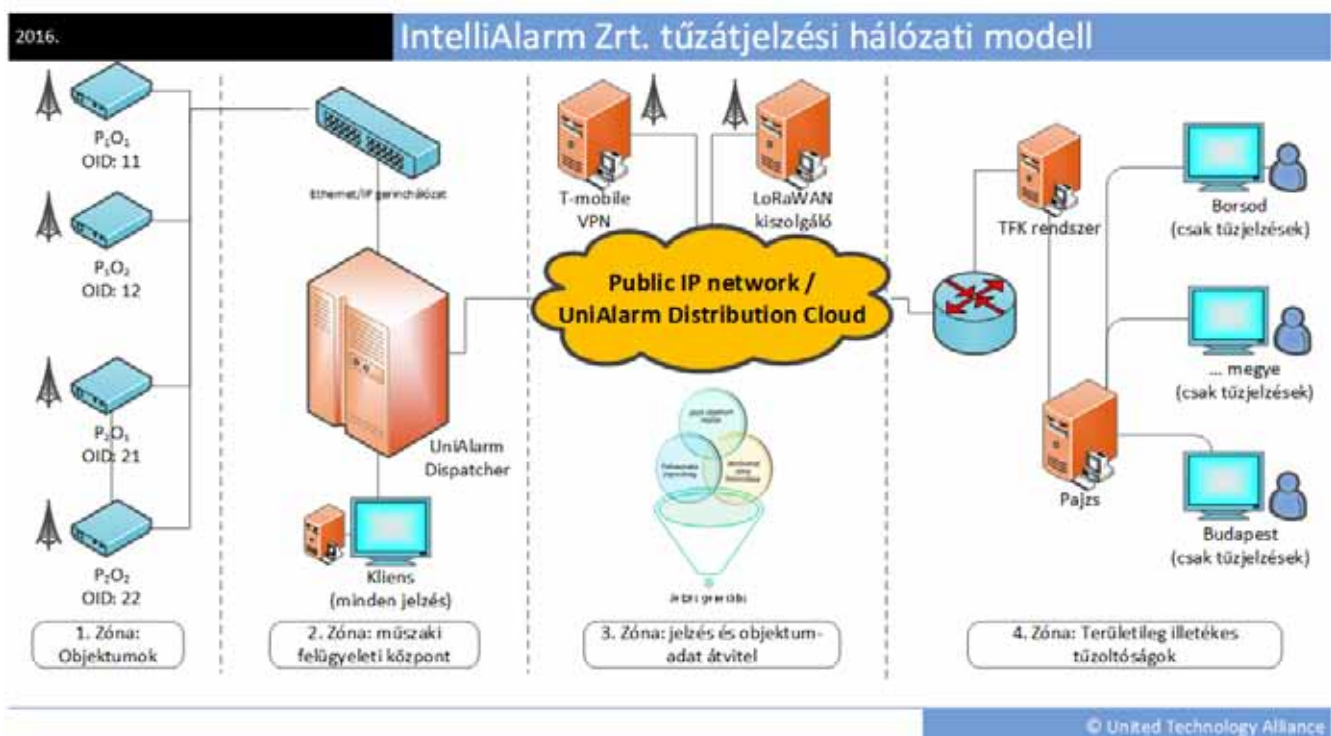 2016.
IntelliAlarm Zrt. tűzátjelzési hálózati modell
P₁O₁
OID: 11
P₁O₂
OID: 12
P₂O₁
OID: 21
P₂O₂
OID: 22
1. Zóna:
Objektumok
Ethernet/IP gerinchálózat
UniAlarm
Dispatcher
Kliens
(minden jelzés)
2. Zóna: műszaki
felügyeleti központ
T-mobile
VPN
LoRaWAN
kiszolgáló
Public IP network /
UniAlarm Distribution Cloud
3. Zóna: jelzés és objektum-
adat átvitel
TFK rendszer
Pajzs
Borsod
(csak tűzjelzések)
... megye
(csak tűzjelzések)
Budapest
(csak tűzjelzések)
4. Zóna: Területileg illetékes
tűzoltóságok
© United Technology Alliance